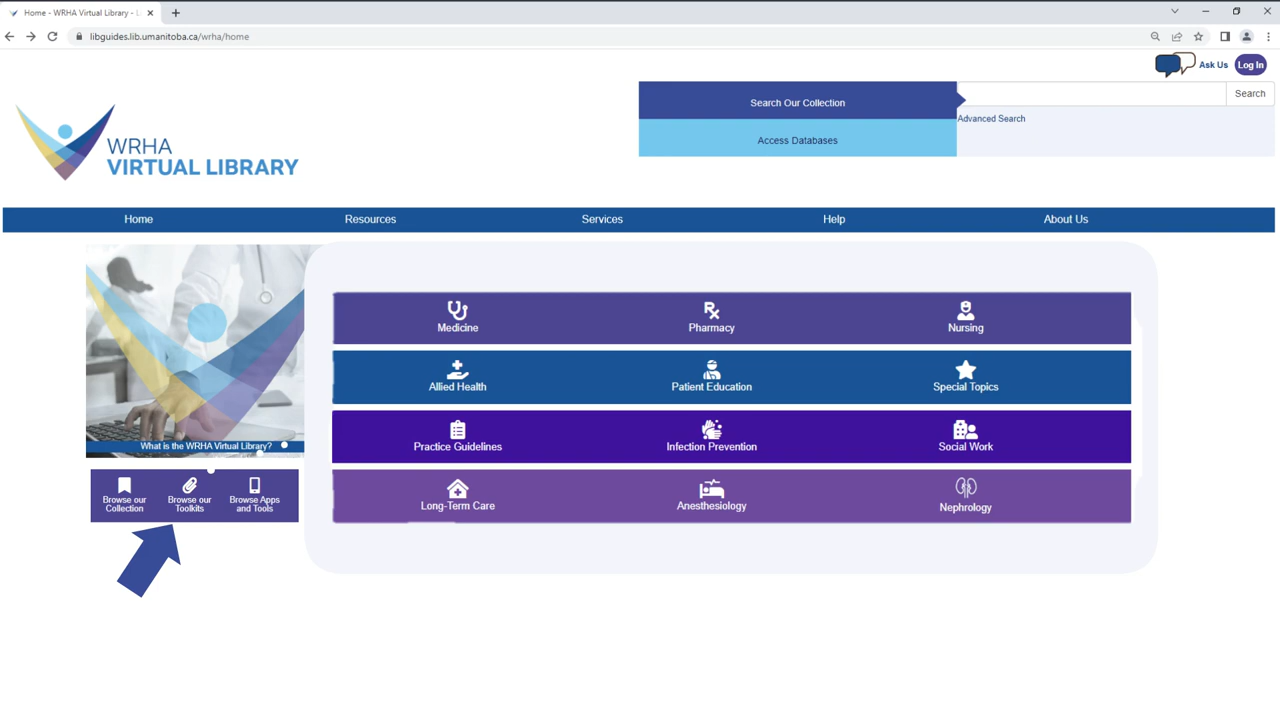 Home - WRHA Virtual Library - L
libguides.lib.umanitoba.ca/wrha/home
Ask Us
Log In
Search Our Collection
Search
Advanced Search
Access Databases
WRHA
VIRTUAL LIBRARY
Home
Resources
Services
Help
About Us
Medicine
Pharmacy
Nursing
Allied Health
Patient Education
Special Topics
What is the WRHA Virtual Library?
Practice Guidelines
Infection Prevention
Social Work
Browse our
Collection
Browse our
Toolkits
Browse Apps
and Tools
Long-Term Care
Anesthesiology
Nephrology